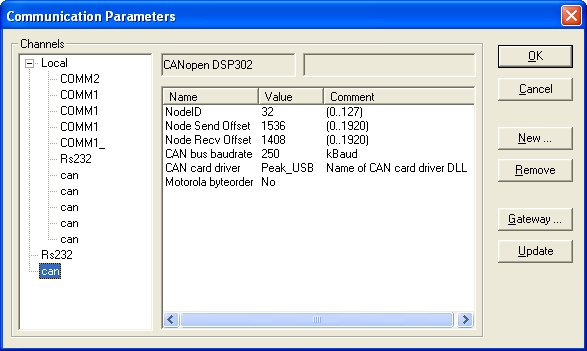 Communication Parameters
Channels
Local
COMM2
COMM1
COMM1
COMM1
COMM1_
Rs232
can
can
can
can
can
Rs232
can
CANopen DSP302
Name Value Comment
NodeID 32 (0..127)
Node Send Offset 1536 (0..1920)
Node Recv Offset 1408 (0..1920)
CAN bus baudrate 250 kBaud
CAN card driver Peak_USB Name of CAN card driver DLL
Motorola byteorder No
OK
Cancel
New ...
Remove
Gateway ...
Update